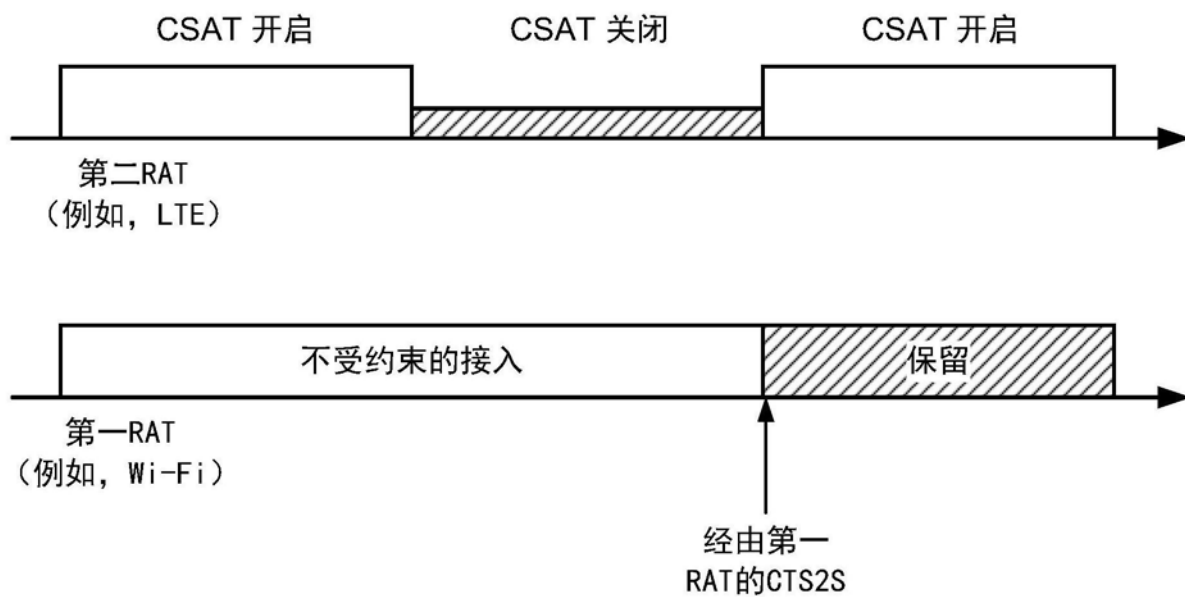 CSAT 开启
CSAT 关闭
CSAT 开启
第二RAT
（例如，LTE）
不受约束的接入
保留
第一RAT
（例如，Wi-Fi）
经由第一
RAT的CTS2S